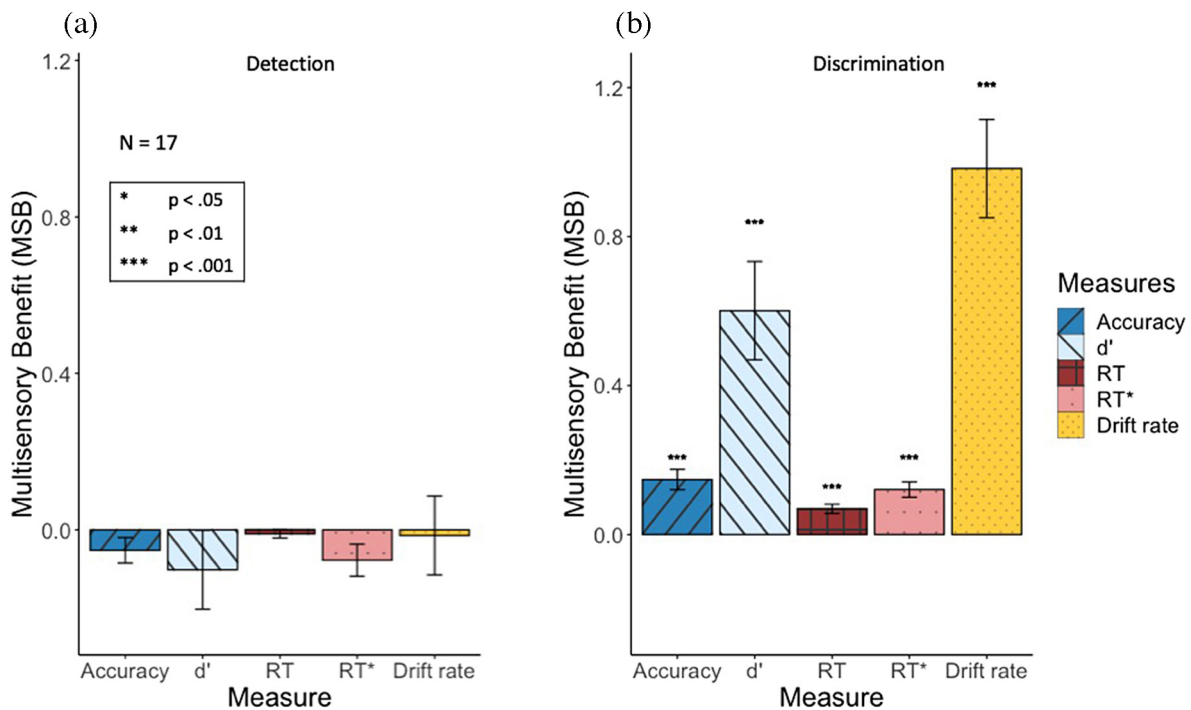 (a)
Detection
Multisensory Benefit (MSB)
1.2
0.8
0.4
0.0
N = 17
* p < .05
** p < .01
*** p < .001
Accuracy d' RT RT* Drift rate
Measure
(b)
Discrimination
Multisensory Benefit (MSB)
1.2
0.8
0.4
0.0
***
***
***
***
***
Accuracy d' RT RT* Drift rate
Measure
Measures
Accuracy
d'
RT
RT*
Drift rate